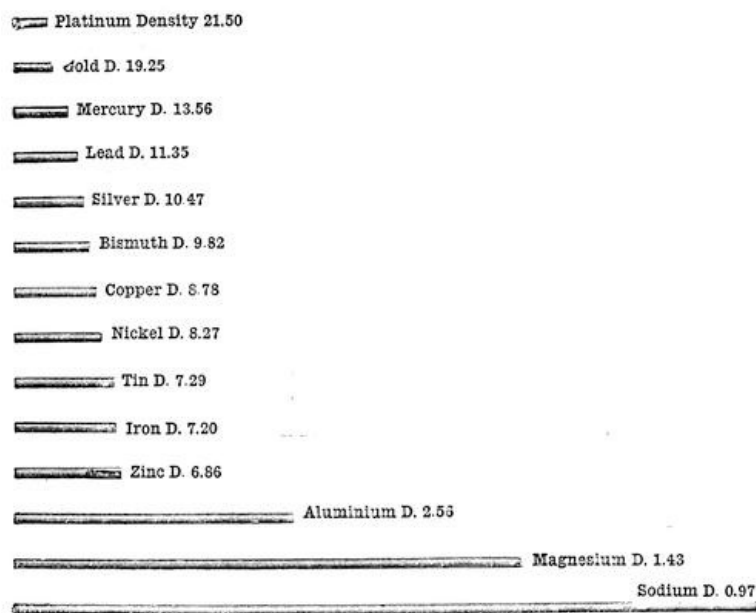 Platinum Density 21.50
Gold D. 19.25
Mercury D. 13.56
Lead D. 11.35
Silver D. 10.47
Bismuth D. 9.82
Copper D. 8.78
Nickel D. 8.27
Tin D. 7.29
Iron D. 7.20
Zinc D. 6.86
Aluminium D. 2.56
Magnesium D. 1.43
Sodium D. 0.97